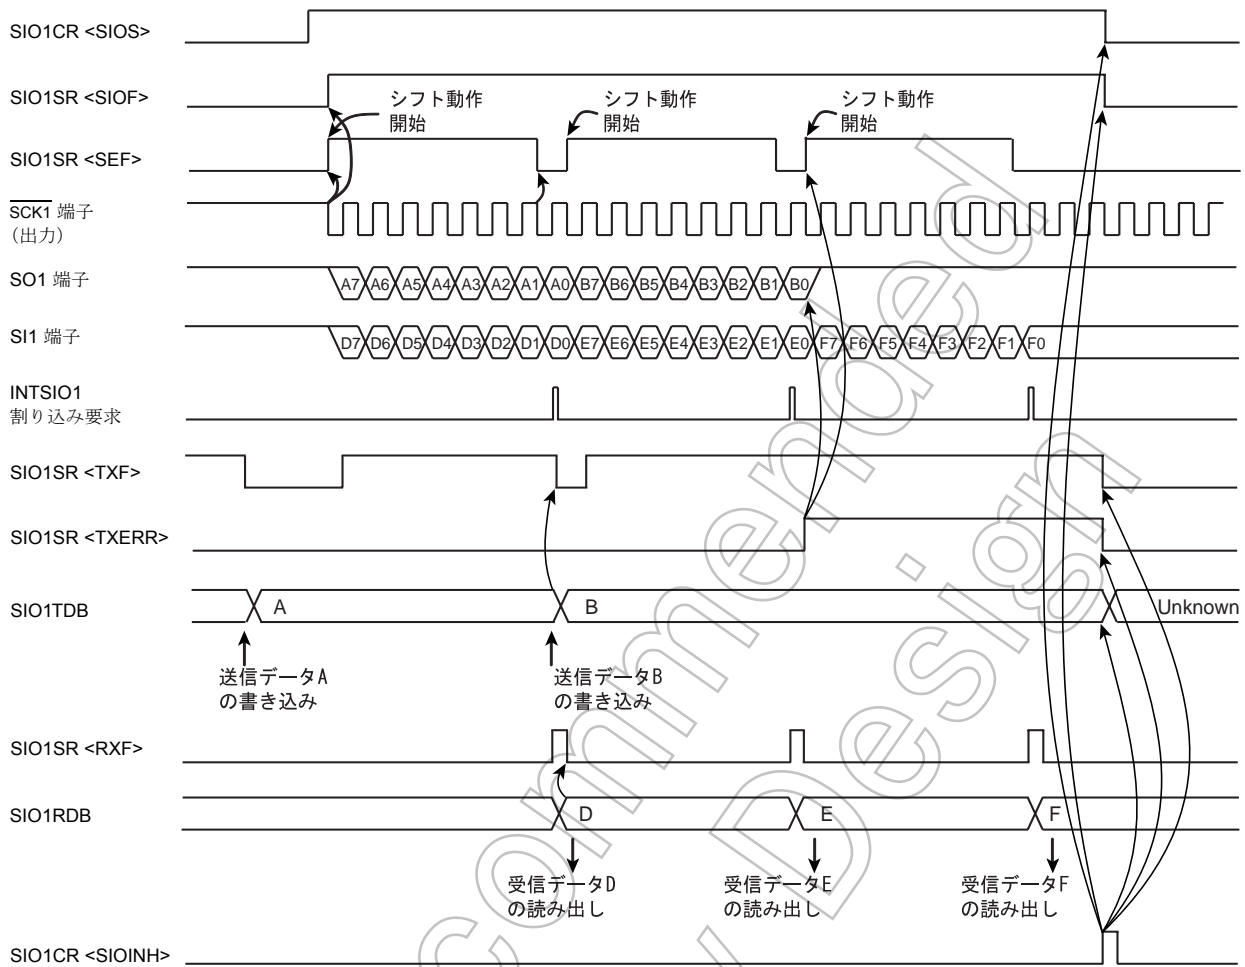 SIO1CR <SIOS>
SIO1SR <SIOF>
シフト動作
開始
シフト動作
開始
シフト動作
開始
SIO1SR <SEF>
SCK1 端子
(出力)
SO1 端子
A7 A6 A5 A4 A3 A2 A1 A0 B7 B6 B5 B4 B3 B2 B1 B0
SI1 端子
D7 D6 D5 D4 D3 D2 D1 D0 E7 E6 E5 E4 E3 E2 E1 E0 F7 F6 F5 F4 F3 F2 F1 F0
INTSIO1
割り込み要求
SIO1SR <TXF>
SIO1SR <TXERR>
SIO1TDB
A
B
Unknown
送信データA
の書き込み
送信データB
の書き込み
SIO1SR <RXF>
SIO1RDB
D
E
F
受信データD
の読み出し
受信データE
の読み出し
受信データF
の読み出し
SIO1CR <SIOINH>
commended
Design